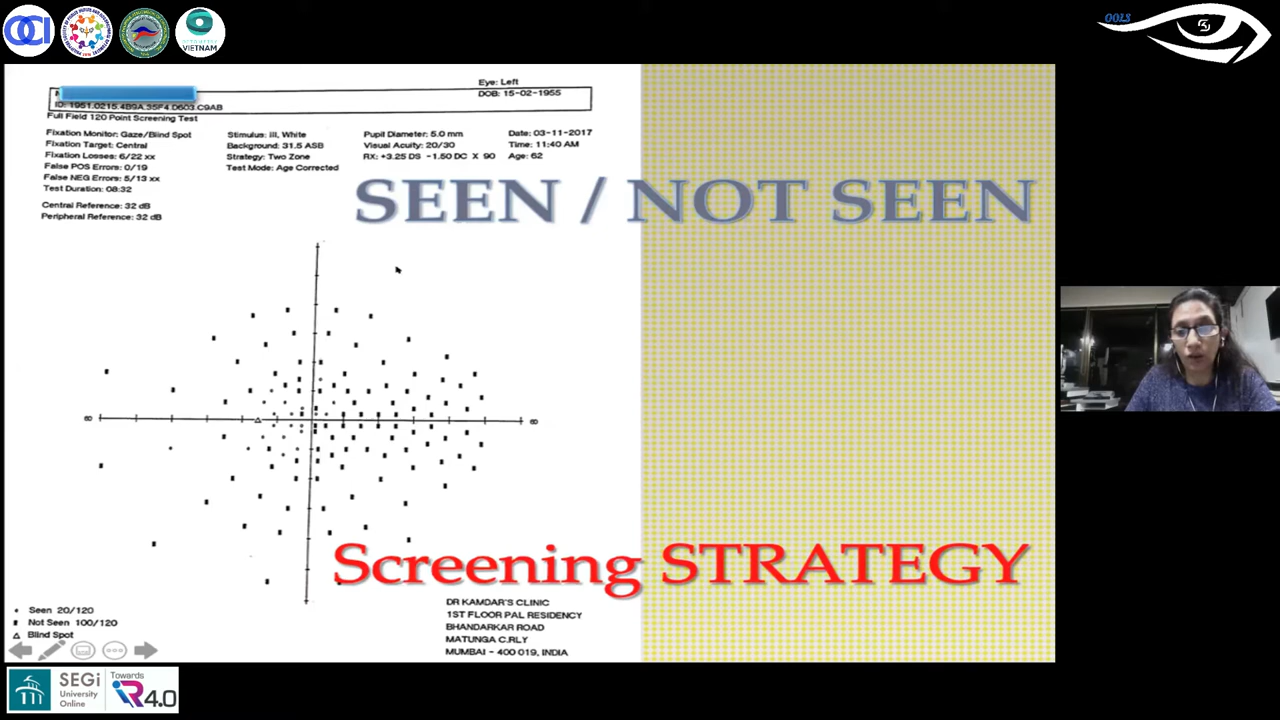 OCI
VIETNAM
OOLS
Eye: Left
DOB: 15-02-1955
ID: 1951.0215.4B9A.35F4.D603.C9AB
Full Field 120 Point Screening Test
Fixation Monitor: Gaze/Blind Spot
Fixation Target: Central
Fixation Losses: 6/22 xx
False POS Errors: 0/19
False NEG Errors: 5/13 xx
Test Duration: 08:32
Stimulus: III, White
Background: 31.5 ASB
Strategy: Two Zone
Test Mode: Age Corrected
Pupil Diameter: 5.0 mm
Visual Acuity: 20/30
RX: +3.25 DS -1.50 DC X 90
Date: 03-11-2017
Time: 11:40 AM
Age: 62
Central Reference: 32 dB
Peripheral Reference: 32 dB
SEEN / NOT SEEN
60
60
Screening STRATEGY
Seen 20/120
Not Seen 100/120
Blind Spot
DR KAMDAR'S CLINIC
1ST FLOOR PAL RESIDENCY
BHANDARKAR ROAD
MATUNGA C.RLY
MUMBAI - 400 019, INDIA
SEGi
University
Online
Towards
iR4.0